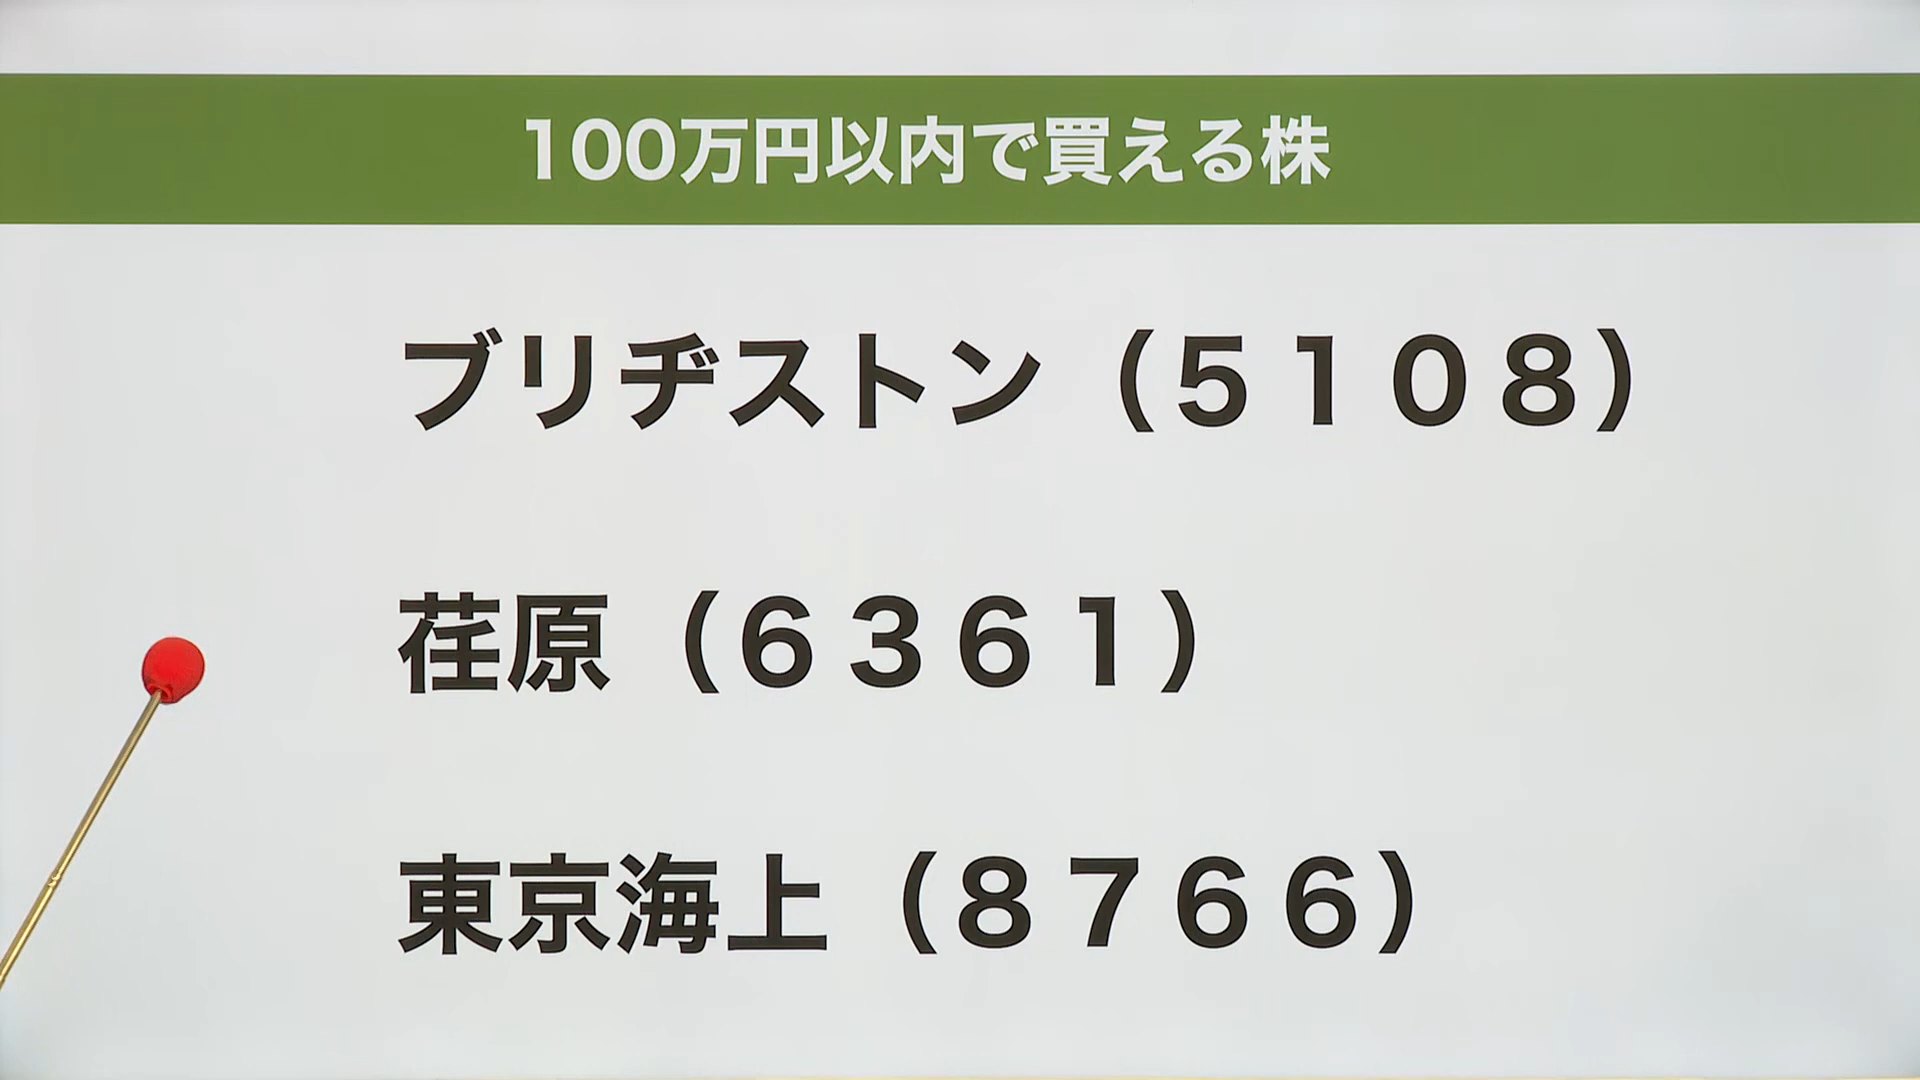 100万円以内で買える株
ブリヂストン（５１０８）
荏原（６３６１）
東京海上（８７６６）